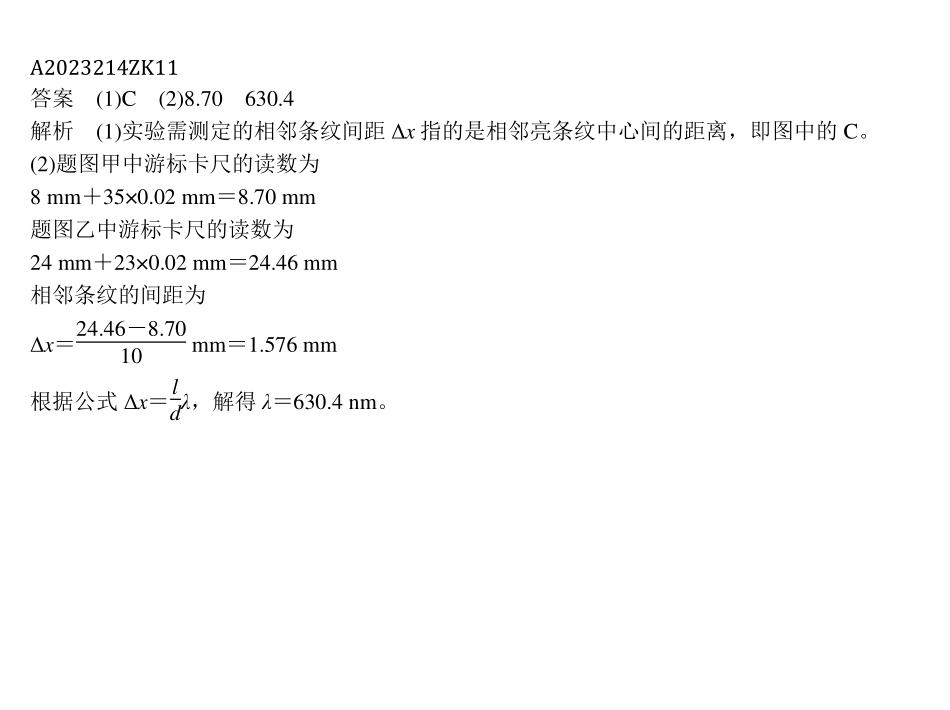 A2023214ZK11
答案　(1)C　(2)8.70　630.4
解析　(1)实验需测定的相邻条纹间距 Δx 指的是相邻亮条纹中心间的距离，即图中的 C。
(2)题图甲中游标卡尺的读数为
8 mm＋35×0.02 mm＝8.70 mm
题图乙中游标卡尺的读数为
24 mm＋23×0.02 mm＝24.46 mm
相邻条纹的间距为
Δx＝\frac{24.46－8.70}{10} mm＝1.576 mm
根据公式 Δx＝\frac{l}{d}λ，解得 λ＝630.4 nm。